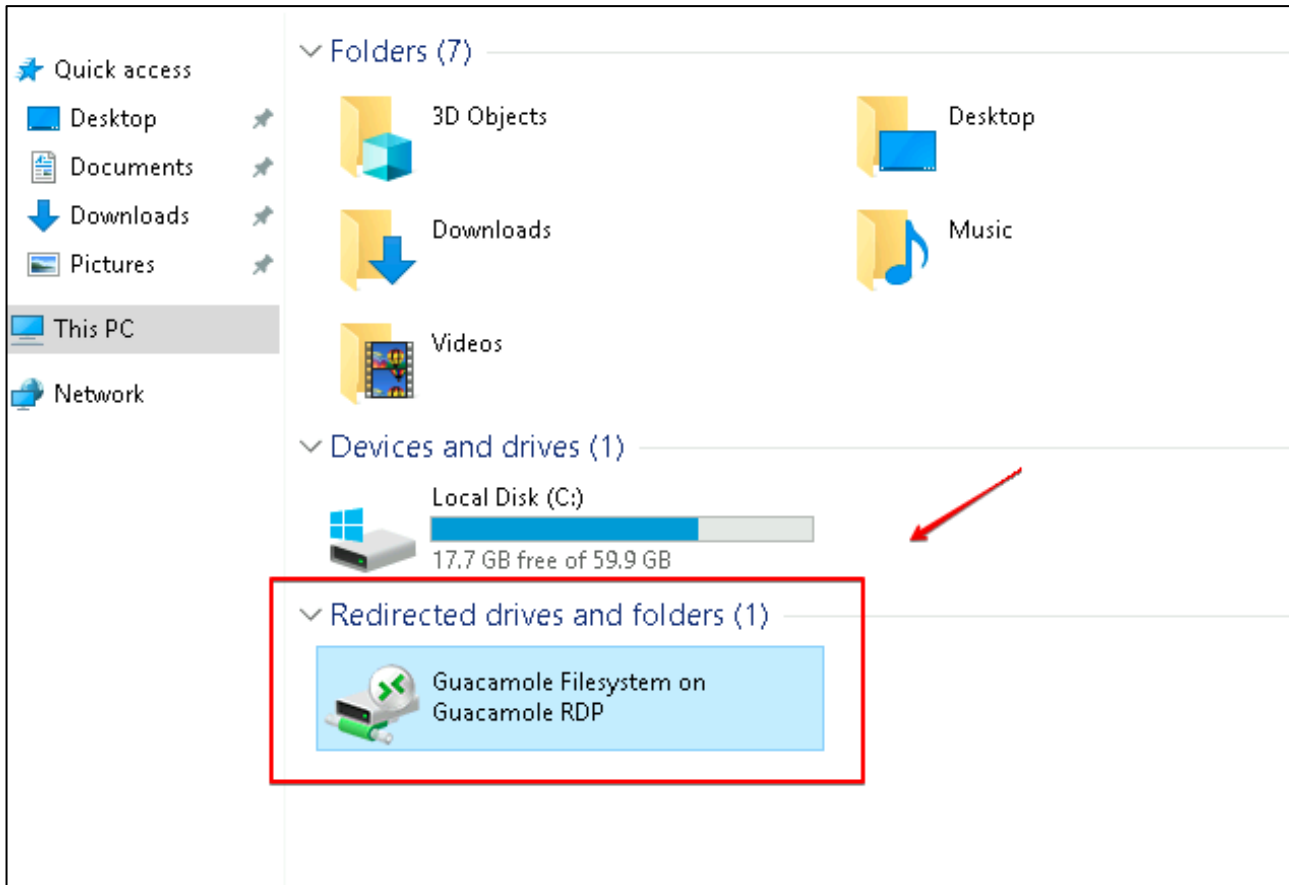 Quick access
Desktop
Documents
Downloads
Pictures
This PC
Network
Folders (7)
3D Objects
Desktop
Downloads
Music
Videos
Devices and drives (1)
Local Disk (C:)
17.7 GB free of 59.9 GB
Redirected drives and folders (1)
Guacamole Filesystem on
Guacamole RDP